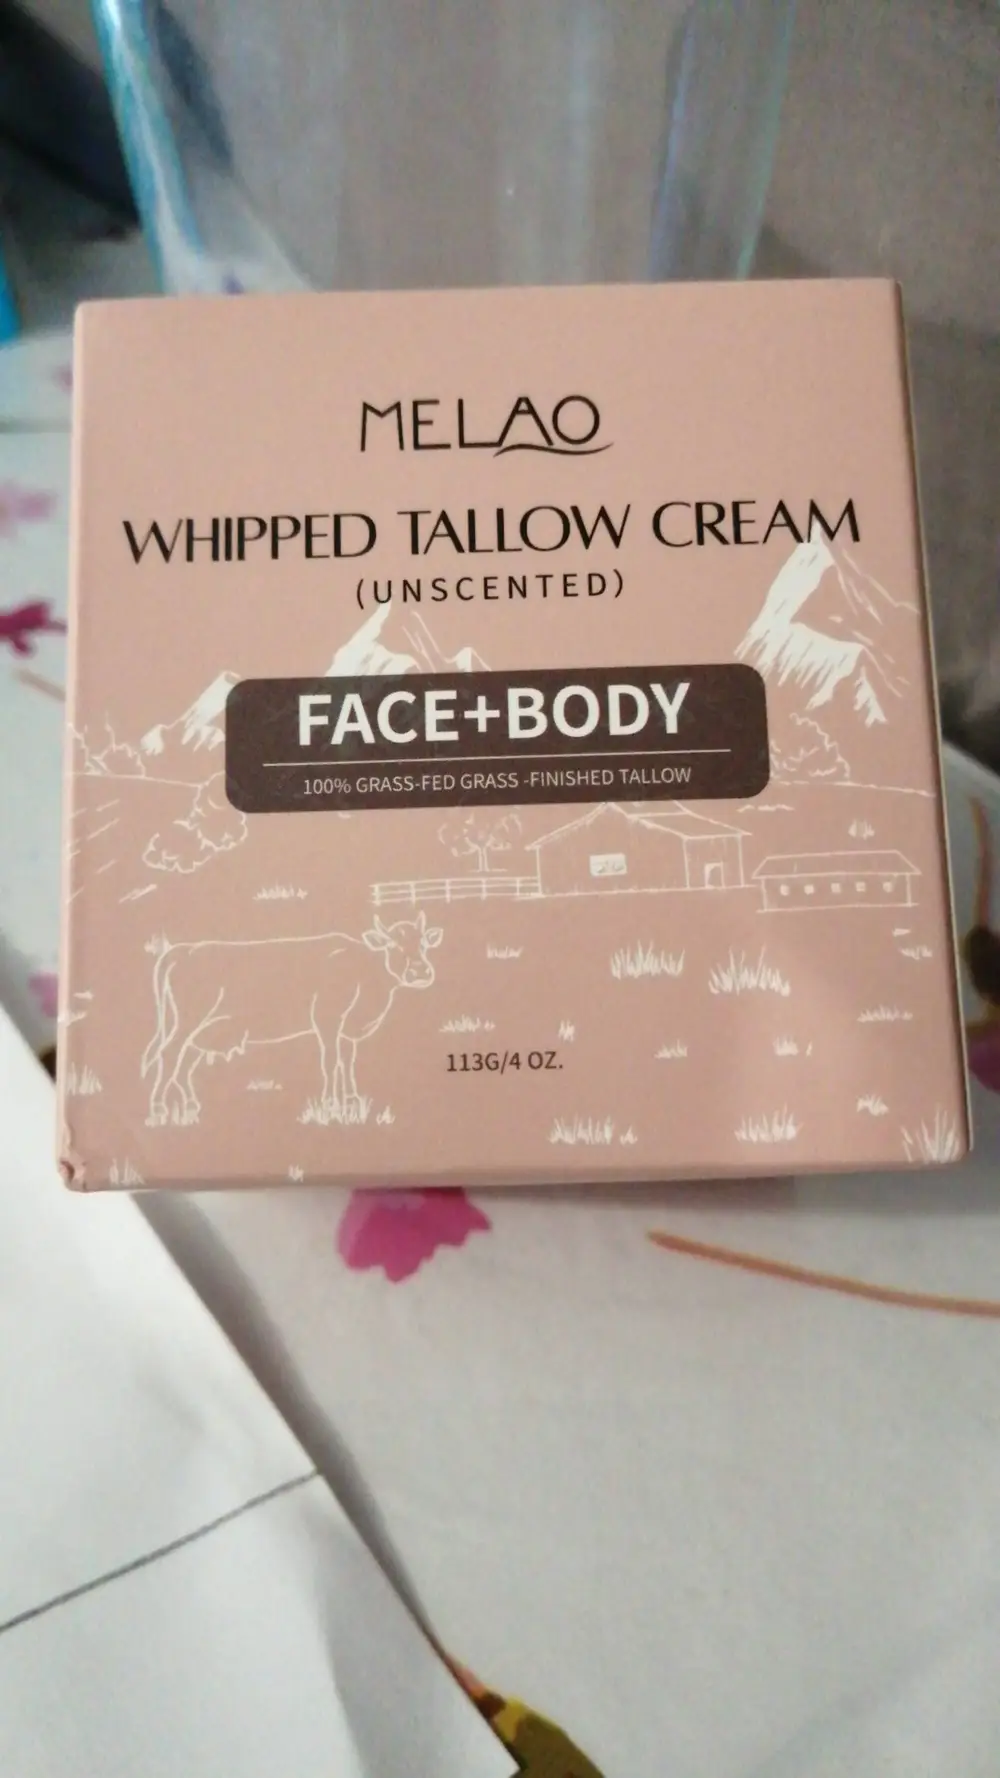 MELAO
WHIPPED TALLOW CREAM
(UNSCENTED)
FACE+BODY
100% GRASS-FED GRASS -FINISHED TALLOW
113G/4 OZ.